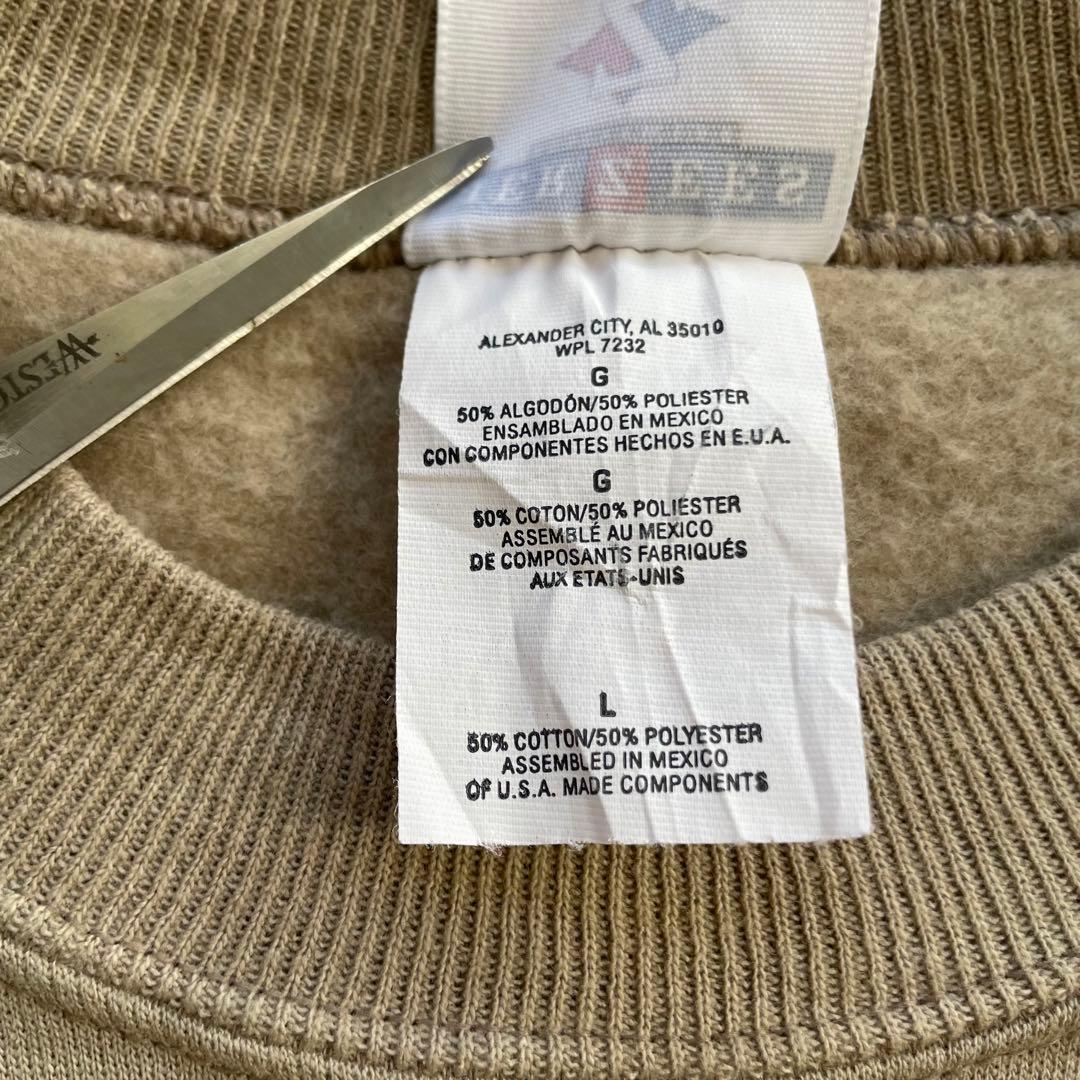 ALEXANDER CITY, AL 35010
WPL 7232
G
50% ALGODÓN/50% POLIESTER
ENSAMBLADO EN MEXICO
CON COMPONENTES HECHOS EN E.U.A.
G
50% COTON/50% POLIÉSTER
ASSEMBLÉ AU MEXICO
DE COMPOSANTS FABRIQUÉS
AUX ETATS-UNIS
L
50% COTTON/50% POLYESTER
ASSEMBLED IN MEXICO
OF U.S.A. MADE COMPONENTS